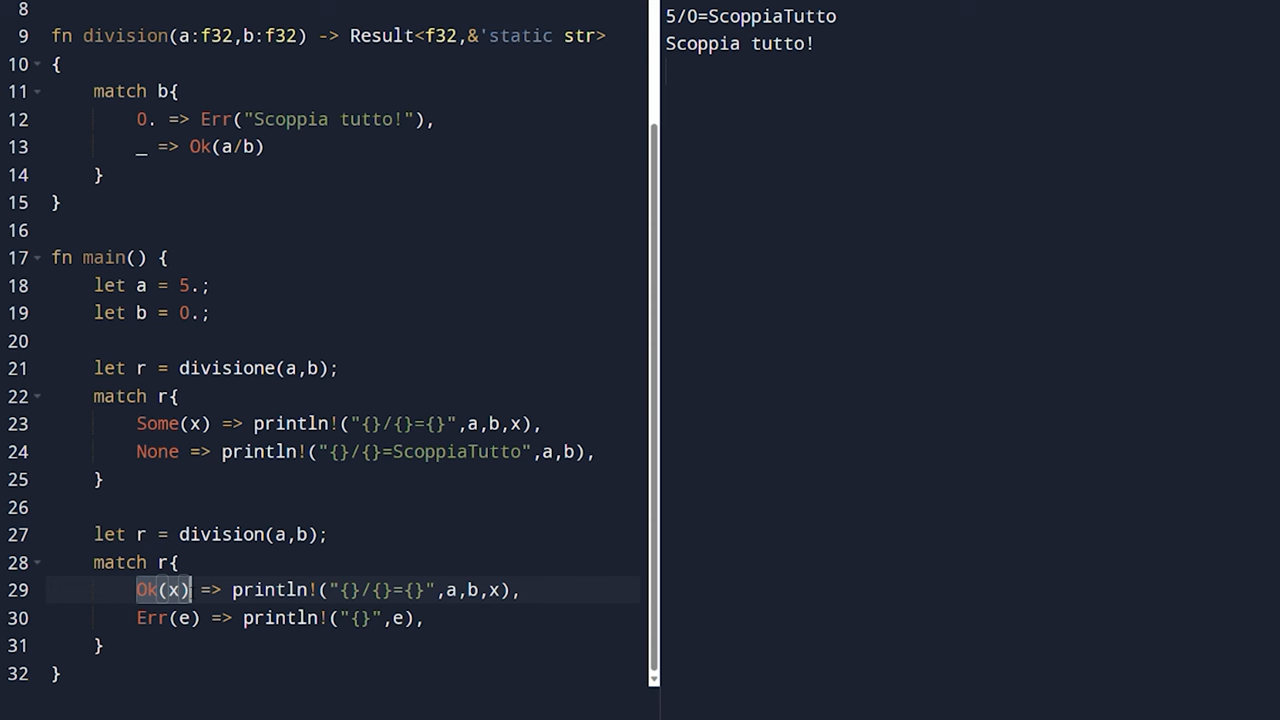 8
9 fn division(a:f32,b:f32) -> Result<f32,&'static str>
10 {
11     match b{
12         0. => Err("Scoppia tutto!"),
13         _ => Ok(a/b)
14     }
15 }
16
17 fn main() {
18     let a = 5.;
19     let b = 0.;
20
21     let r = divisione(a,b);
22     match r{
23         Some(x) => println!("{}/{}={}",a,b,x),
24         None => println!("{}/{}=ScoppiaTutto",a,b),
25     }
26
27     let r = division(a,b);
28     match r{
29         Ok(x) => println!("{}/{}={}",a,b,x),
30         Err(e) => println!("{}",e),
31     }
32 }
5/0=ScoppiaTutto
Scoppia tutto!